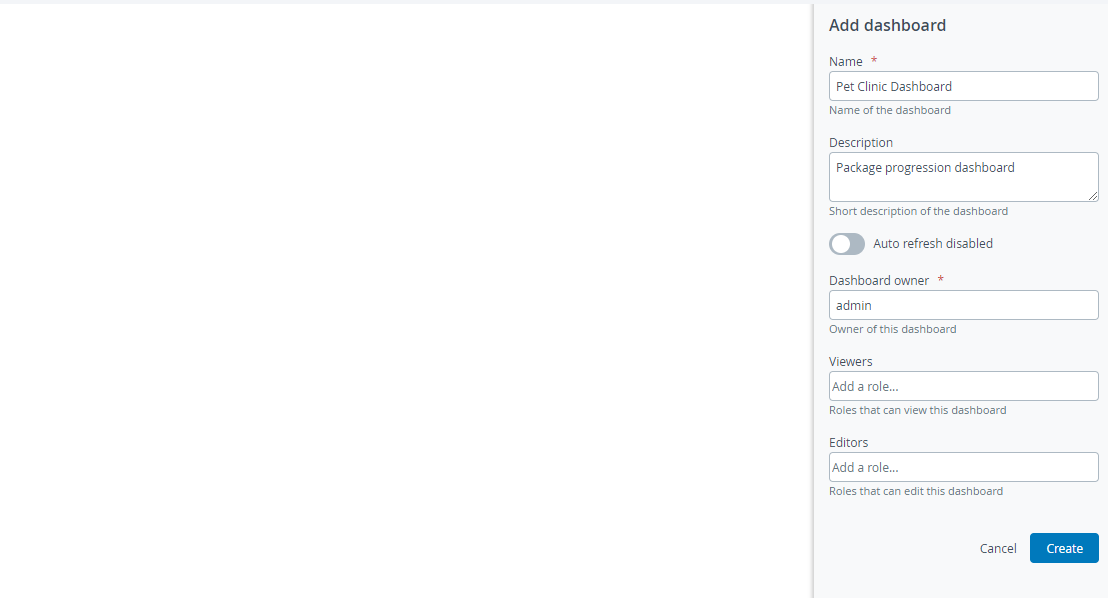 Add dashboard
Name *
Pet Clinic Dashboard
Name of the dashboard
Description
Package progression dashboard
Short description of the dashboard
Auto refresh disabled
Dashboard owner *
admin
Owner of this dashboard
Viewers
Add a role...
Roles that can view this dashboard
Editors
Add a role...
Roles that can edit this dashboard
Cancel Create